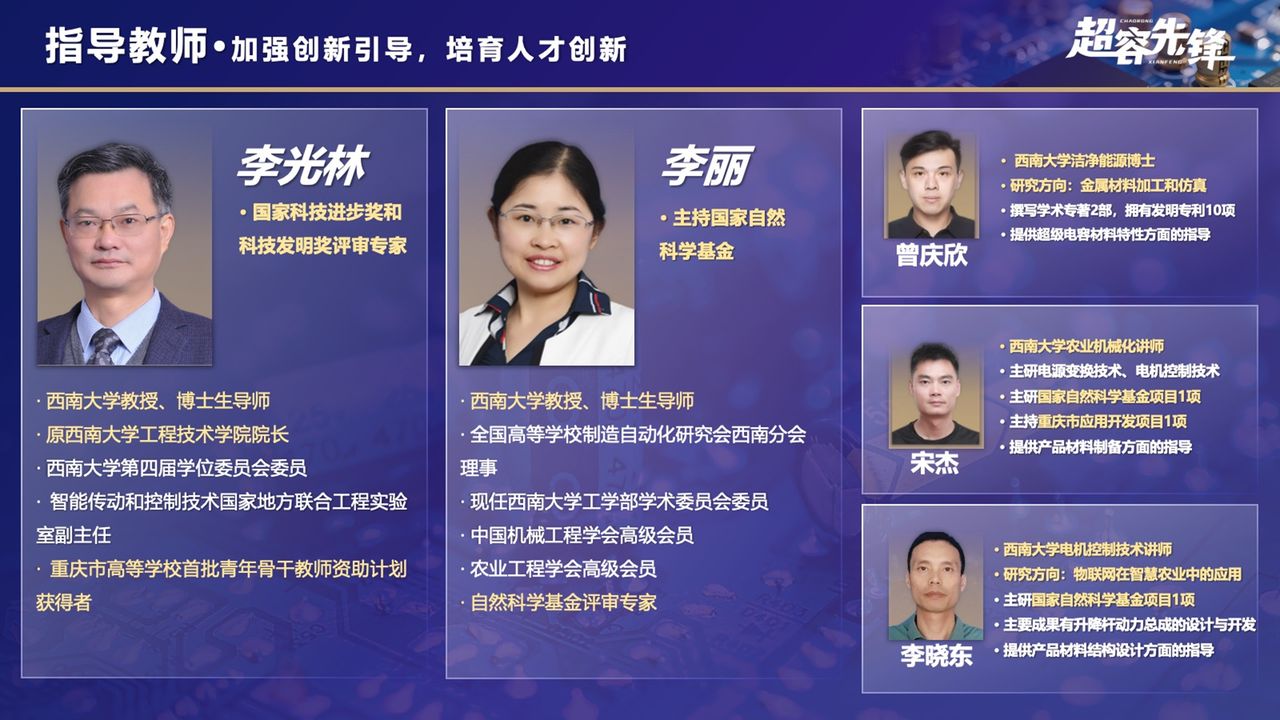 指导教师•加强创新引导，培育人才创新
超容先锋
CHAORONG
XIANFENG
李光林
• 国家科技进步奖和
科技发明奖评审专家
· 西南大学教授、博士生导师
· 原西南大学工程技术学院院长
· 西南大学第四届学位委员会委员
· 智能传动和控制技术国家地方联合工程实验
室副主任
· 重庆市高等学校首批青年骨干教师资助计划
获得者
李丽
• 主持国家自然
科学基金
· 西南大学教授、博士生导师
· 全国高等学校制造自动化研究会西南分会
理事
· 现任西南大学工学部学术委员会委员
· 中国机械工程学会高级会员
· 农业工程学会高级会员
· 自然科学基金评审专家
曾庆欣
• 西南大学洁净能源博士
• 研究方向：金属材料加工和仿真
• 撰写学术专著2部，拥有发明专利10项
• 提供超级电容材料特性方面的指导
宋杰
• 西南大学农业机械化讲师
• 主研电源变换技术、电机控制技术
• 主研国家自然科学基金项目1项
• 主持重庆市应用开发项目1项
• 提供产品材料制备方面的指导
李晓东
• 西南大学电机控制技术讲师
• 研究方向：物联网在智慧农业中的应用
• 主研国家自然科学基金项目1项
• 主要成果有升降杆动力总成的设计与开发
• 提供产品材料结构设计方面的指导